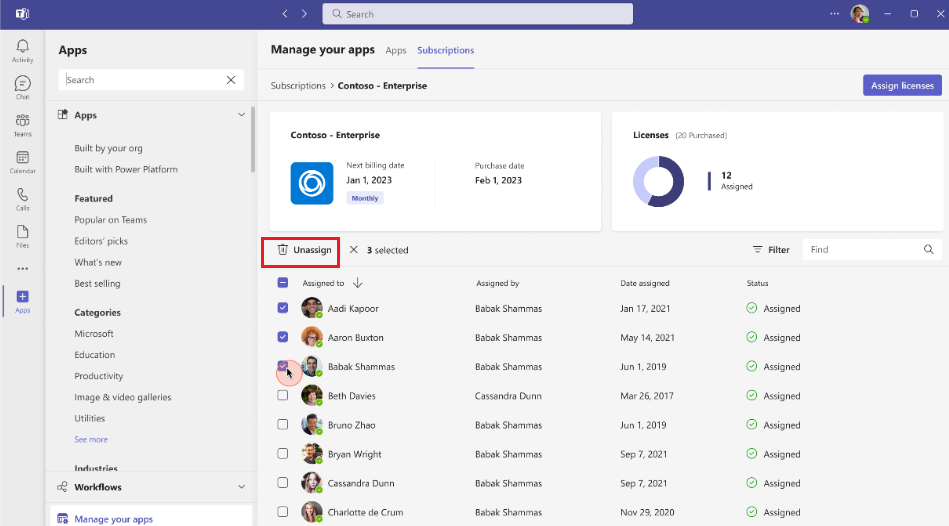 Search
Activity
Chat
Teams
Calendar
Calls
Files
Apps
Apps
Search
Apps
Built by your org
Built with Power Platform
Featured
Popular on Teams
Editors' picks
What's new
Best selling
Categories
Microsoft
Education
Productivity
Image & video galleries
Utilities
See more
Industries
Workflows
Manage your apps
Manage your apps Apps Subscriptions
Subscriptions > Contoso - Enterprise Assign licenses
Contoso - Enterprise
Next billing date
Jan 1, 2023
Monthly
Purchase date
Feb 1, 2023
Licenses (20 Purchased)
12
Assigned
Unassign 3 selected Filter Find
Assigned to Assigned by Date assigned Status
Aadi Kapoor Babak Shammas Jan 17, 2021 Assigned
Aaron Buxton Babak Shammas May 14, 2021 Assigned
Babak Shammas Babak Shammas Jun 1, 2019 Assigned
Beth Davies Cassandra Dunn Mar 26, 2017 Assigned
Bruno Zhao Babak Shammas Jun 1, 2019 Assigned
Bryan Wright Babak Shammas Sep 7, 2021 Assigned
Cassandra Dunn Babak Shammas Sep 7, 2021 Assigned
Charlotte de Crum Babak Shammas Nov 29, 2020 Assigned